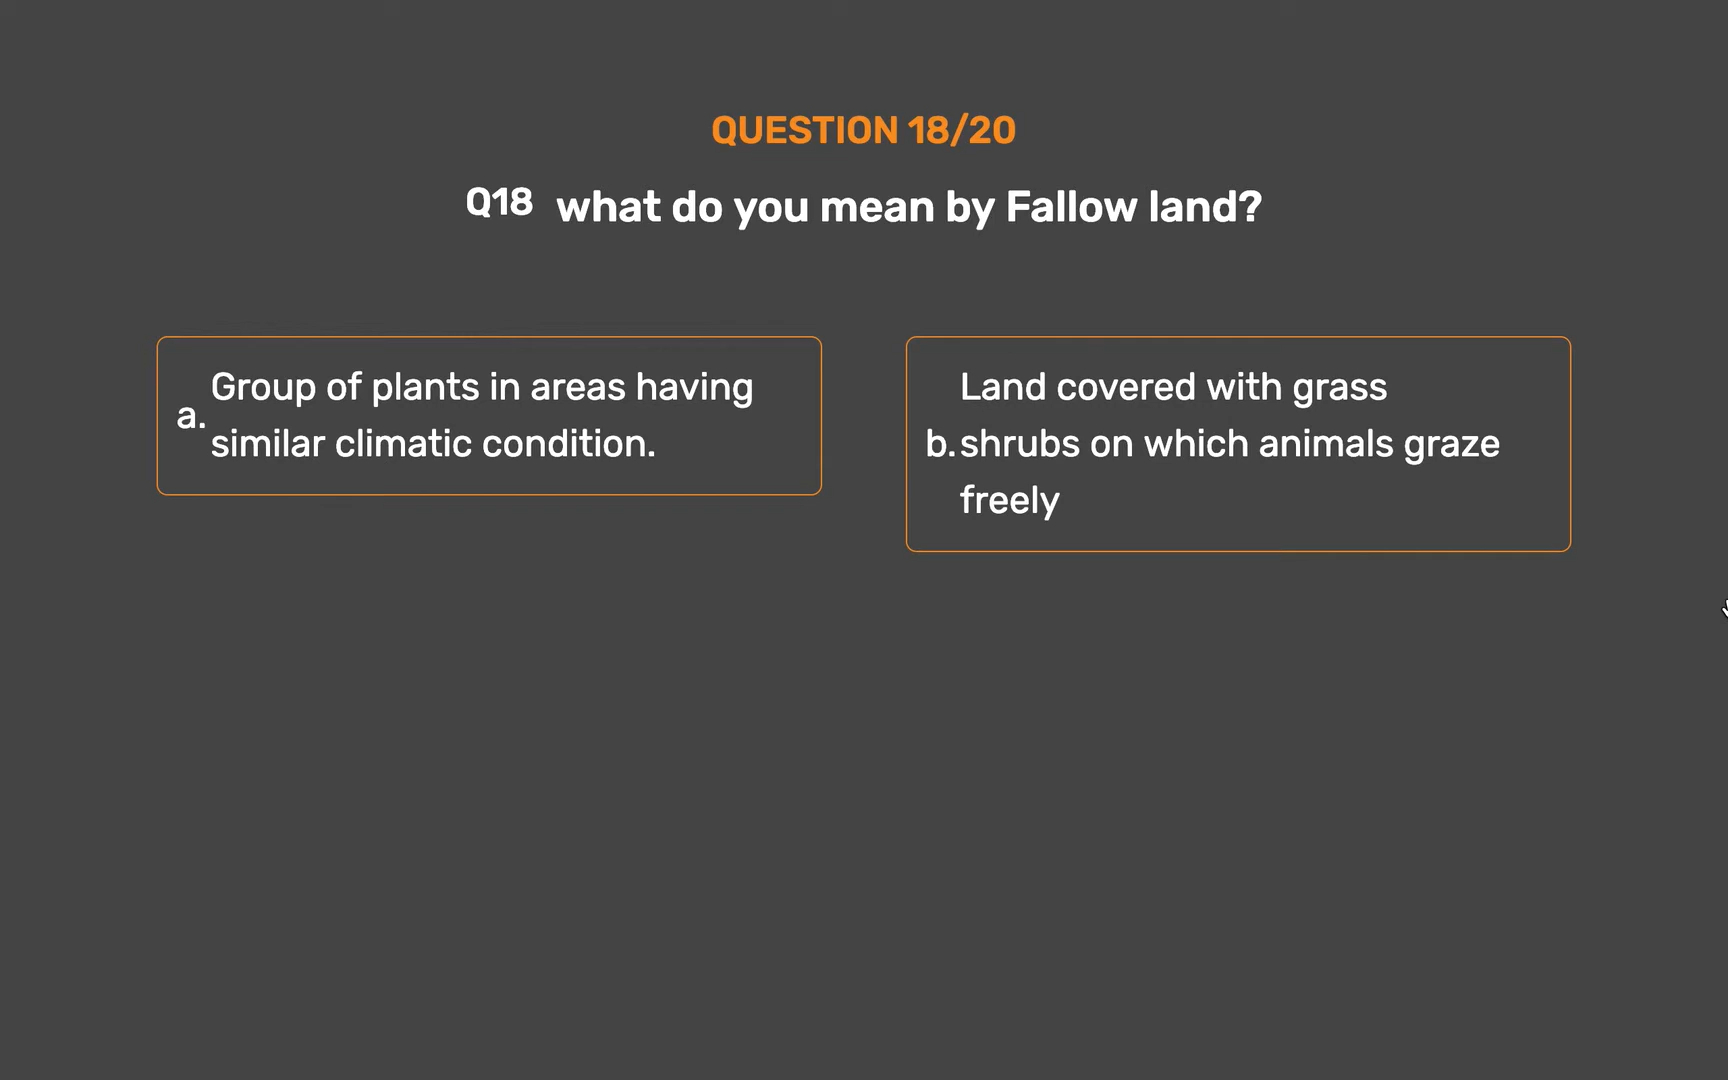 QUESTION 18/20
Q18 what do you mean by Fallow land?
a. Group of plants in areas having
similar climatic condition.
b. Land covered with grass
shrubs on which animals graze
freely